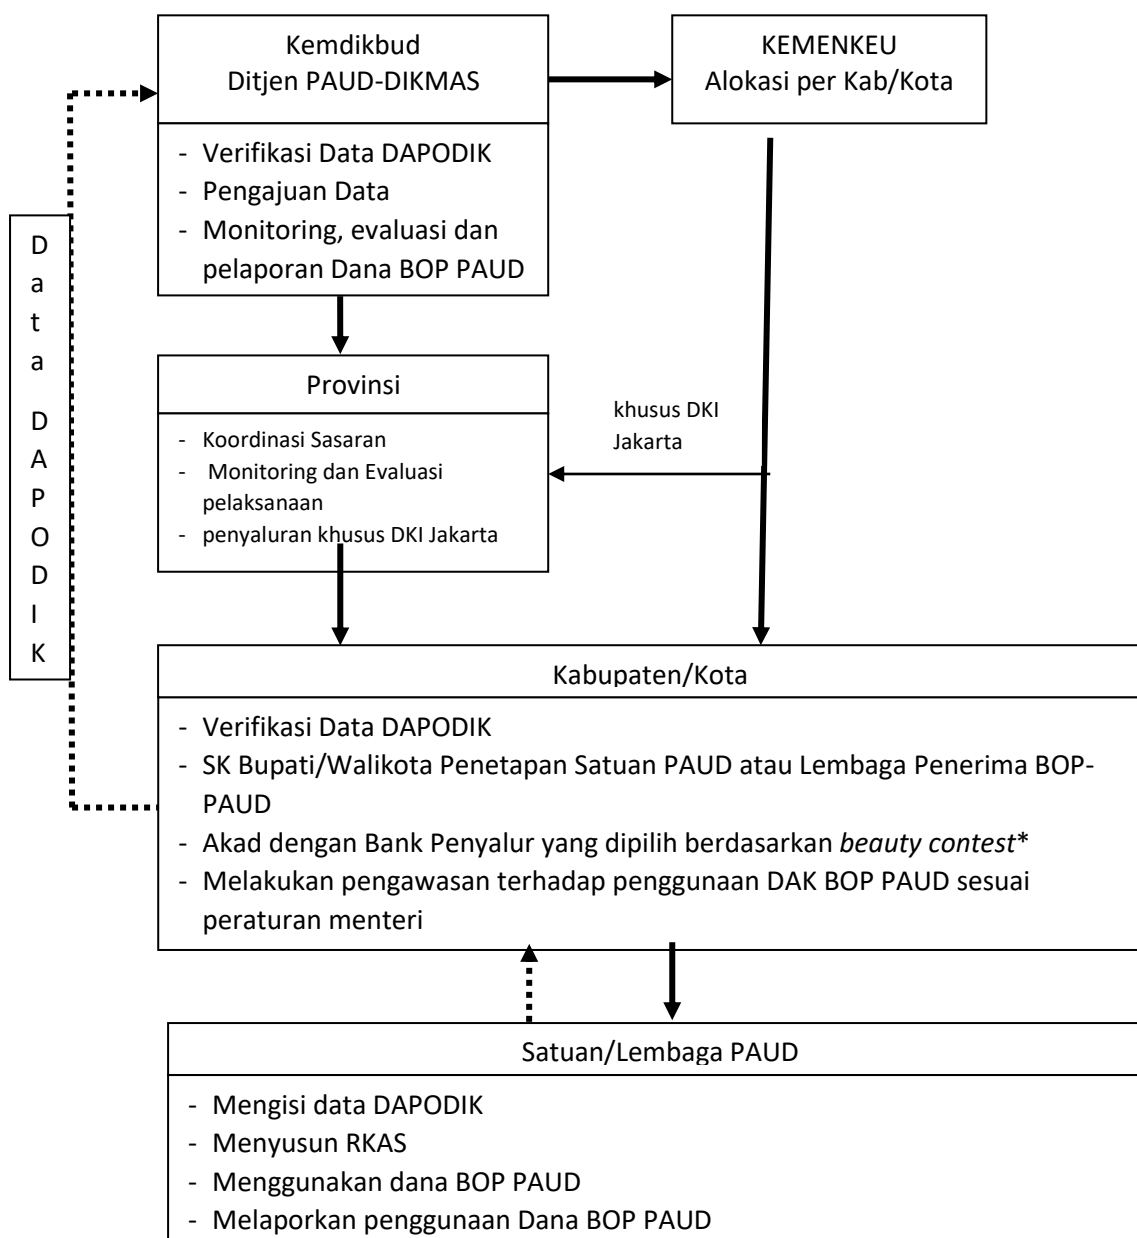 Kemdikbud
Ditjen PAUD-DIKMAS
- Verifikasi Data DAPODIK
- Pengajuan Data
- Monitoring, evaluasi dan
pelaporan Dana BOP PAUD
KEMENKEU
Alokasi per Kab/Kota
D
a
t
a
D
A
P
O
D
I
K
Provinsi
- Koordinasi Sasaran
- Monitoring dan Evaluasi
pelaksanaan
- penyaluran khusus DKI Jakarta
khusus DKI
Jakarta
Kabupaten/Kota
- Verifikasi Data DAPODIK
- SK Bupati/Walikota Penetapan Satuan PAUD atau Lembaga Penerima BOP-
PAUD
- Akad dengan Bank Penyalur yang dipilih berdasarkan beauty contest*
- Melakukan pengawasan terhadap penggunaan DAK BOP PAUD sesuai
peraturan menteri
Satuan/Lembaga PAUD
- Mengisi data DAPODIK
- Menyusun RKAS
- Menggunakan dana BOP PAUD
- Melaporkan penggunaan Dana BOP PAUD